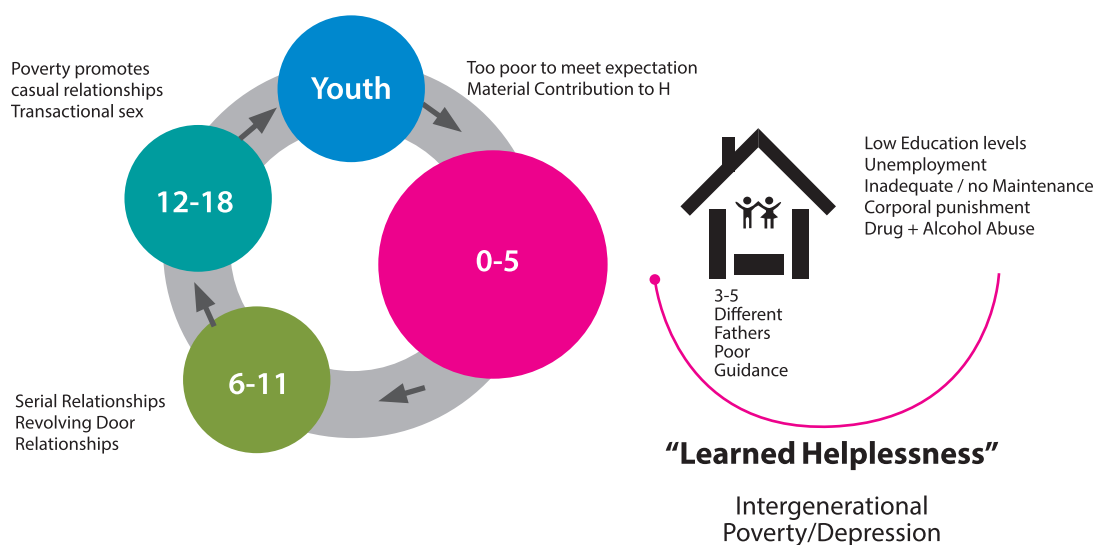 Poverty promotes
casual relationships
Transactional sex
Youth
Too poor to meet expectation
Material Contribution to H
12-18
0-5
6-11
Serial Relationships
Revolving Door
Relationships
Low Education levels
Unemployment
Inadequate / no Maintenance
Corporal punishment
Drug + Alcohol Abuse
3-5
Different
Fathers
Poor
Guidance
“Learned Helplessness”
Intergenerational
Poverty/Depression